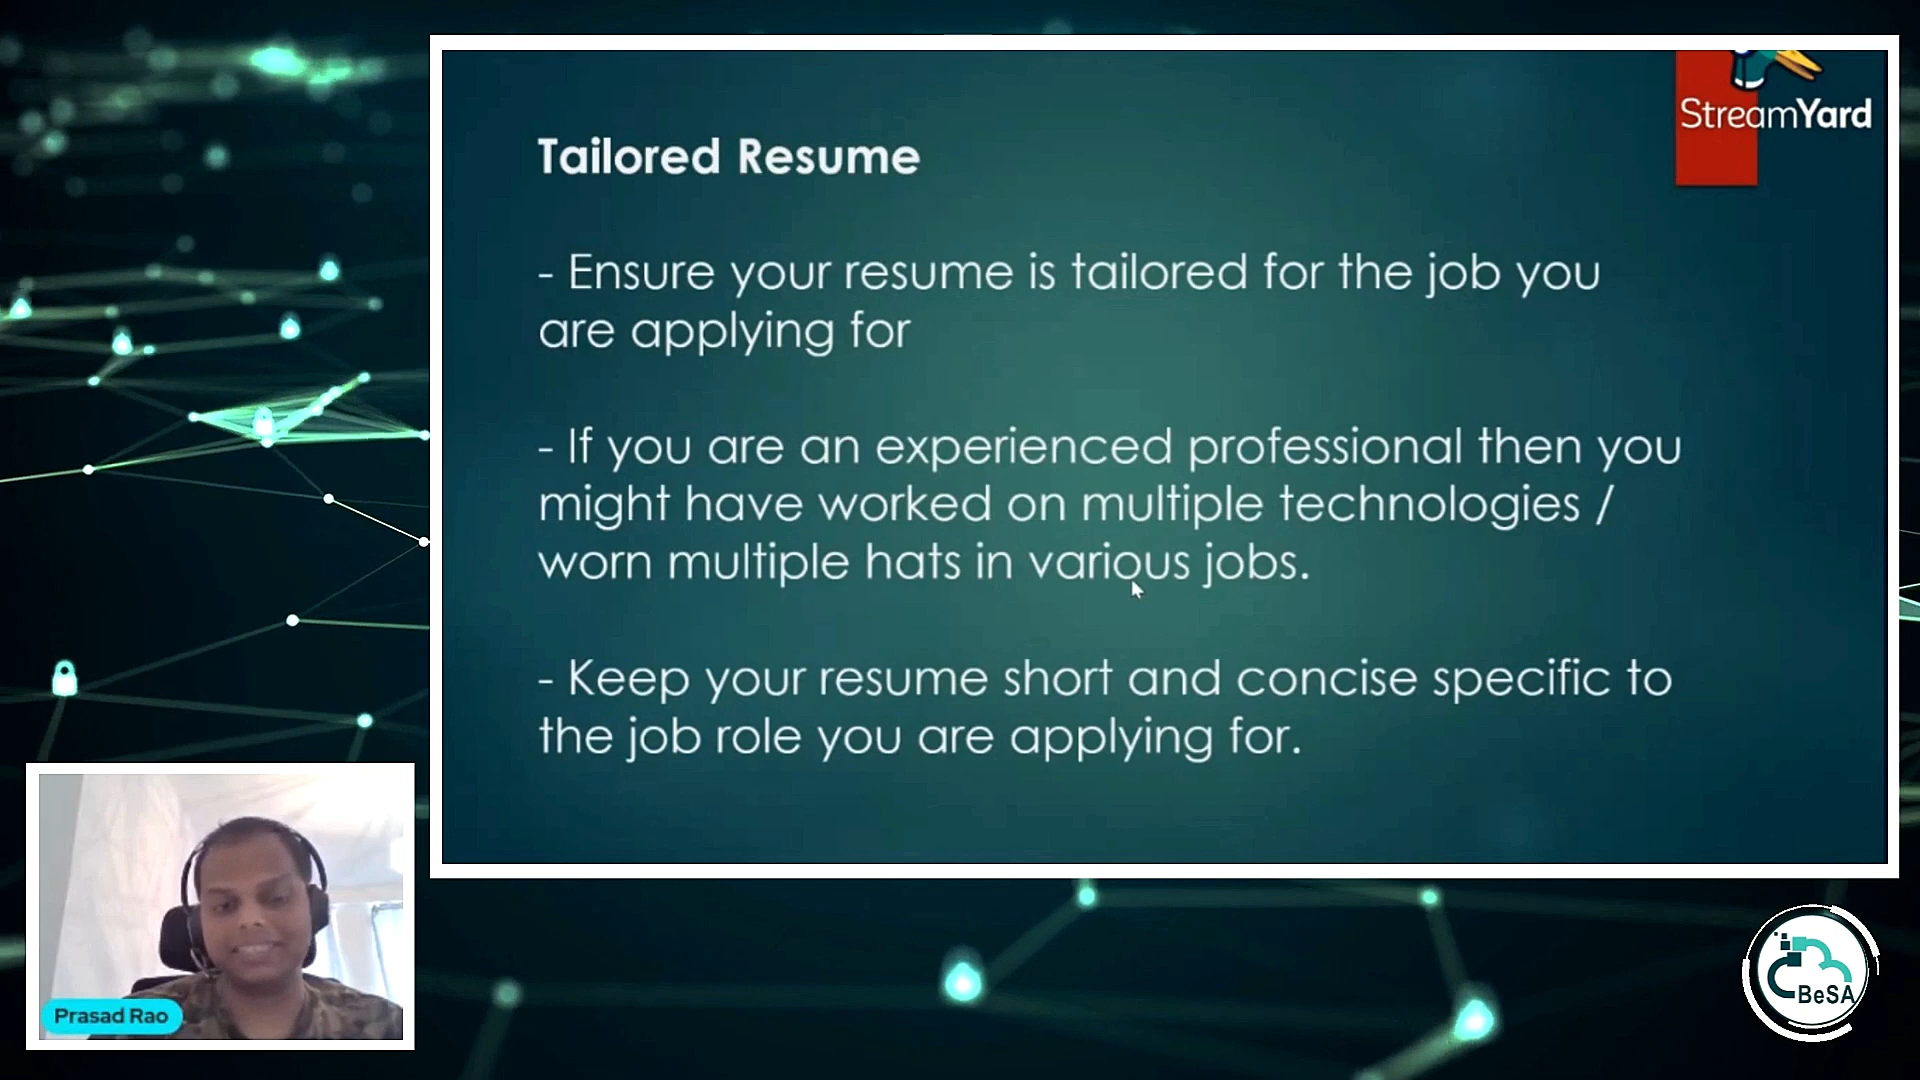 StreamYard
Tailored Resume
- Ensure your resume is tailored for the job you
are applying for
- If you are an experienced professional then you
might have worked on multiple technologies /
worn multiple hats in various jobs.
- Keep your resume short and concise specific to
the job role you are applying for.
Prasad Rao
BeSA